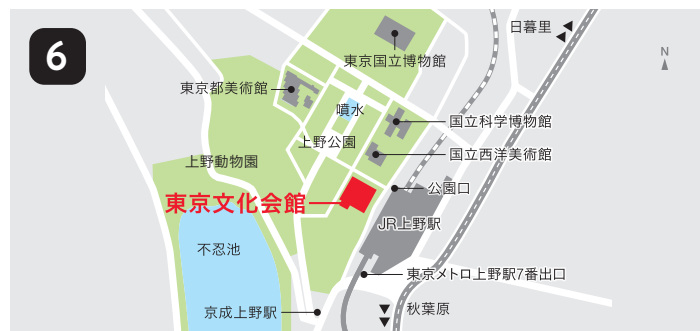 6
日暮里
N
東京国立博物館
東京都美術館
噴水
国立科学博物館
上野公園
国立西洋美術館
上野動物園
公園口
東京文化会館
JR上野駅
不忍池
東京メトロ上野駅7番出口
京成上野駅
秋葉原